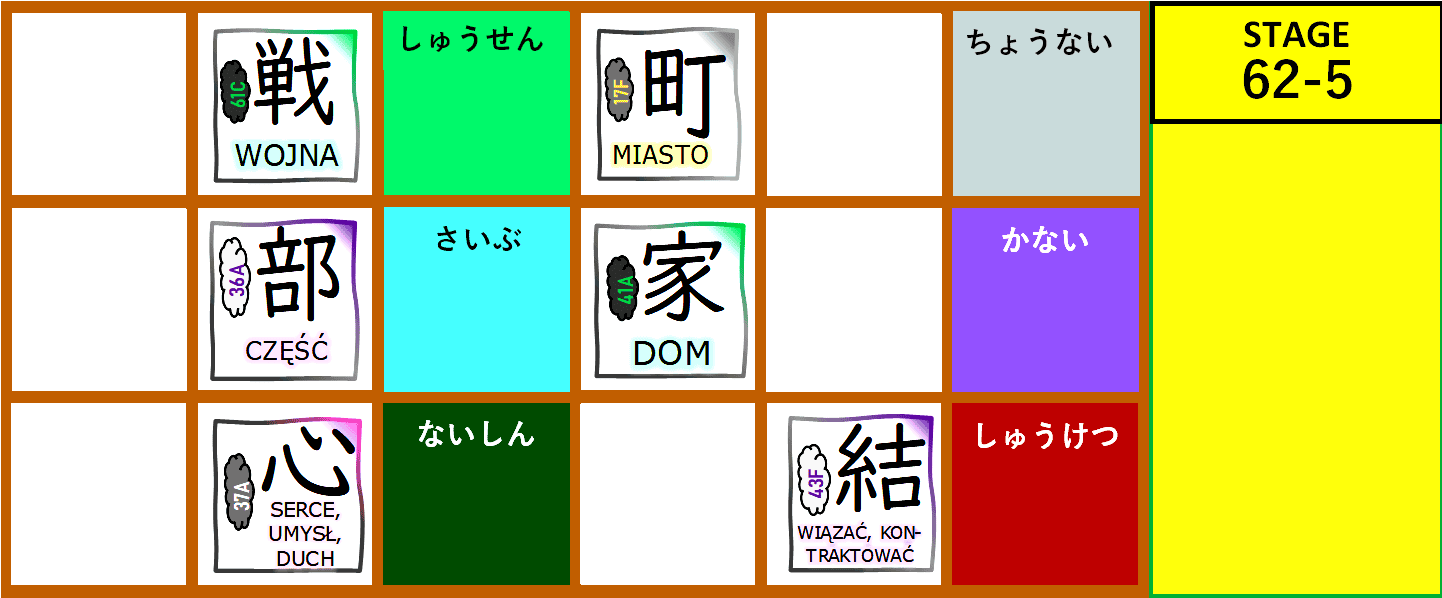 61C
戦
WOJNA
しゅうせん
17F
町
MIASTO
ちょうない
STAGE
62-5
36A
部
CZĘŚĆ
さいぶ
41A
家
DOM
かない
37A
心
SERCE,
UMYSŁ,
DUCH
ないしん
43F
結
WIĄZAĆ, KON-
TRAKTOWAĆ
しゅうけつ